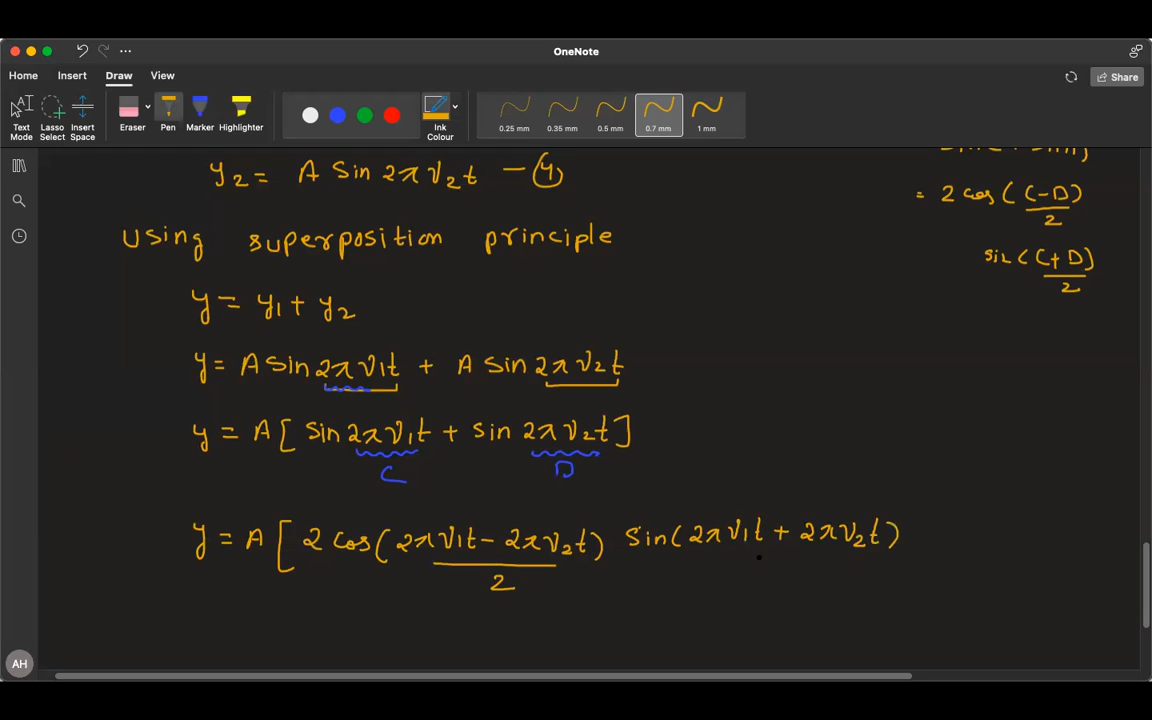 OneNote
Home Insert Draw View
Share
Text Mode Lasso Select Insert Space Eraser Pen Marker Highlighter Ink Colour 0.25 mm 0.35 mm 0.5 mm 0.7 mm 1 mm
y₂ = A Sin 2πν₂t - (4)
= 2 cos (C-D)/2
sin (C+D)/2
Using superposition principle
y = y₁ + y₂
y = A Sin 2πν1t + A Sin 2πν₂t
y = A[ Sin 2πν₁t + Sin 2πν₂t ]
C D
y = A[ 2 cos (2πν1t - 2πν₂t)/2 Sin(2πν1t + 2πν₂t)
AH